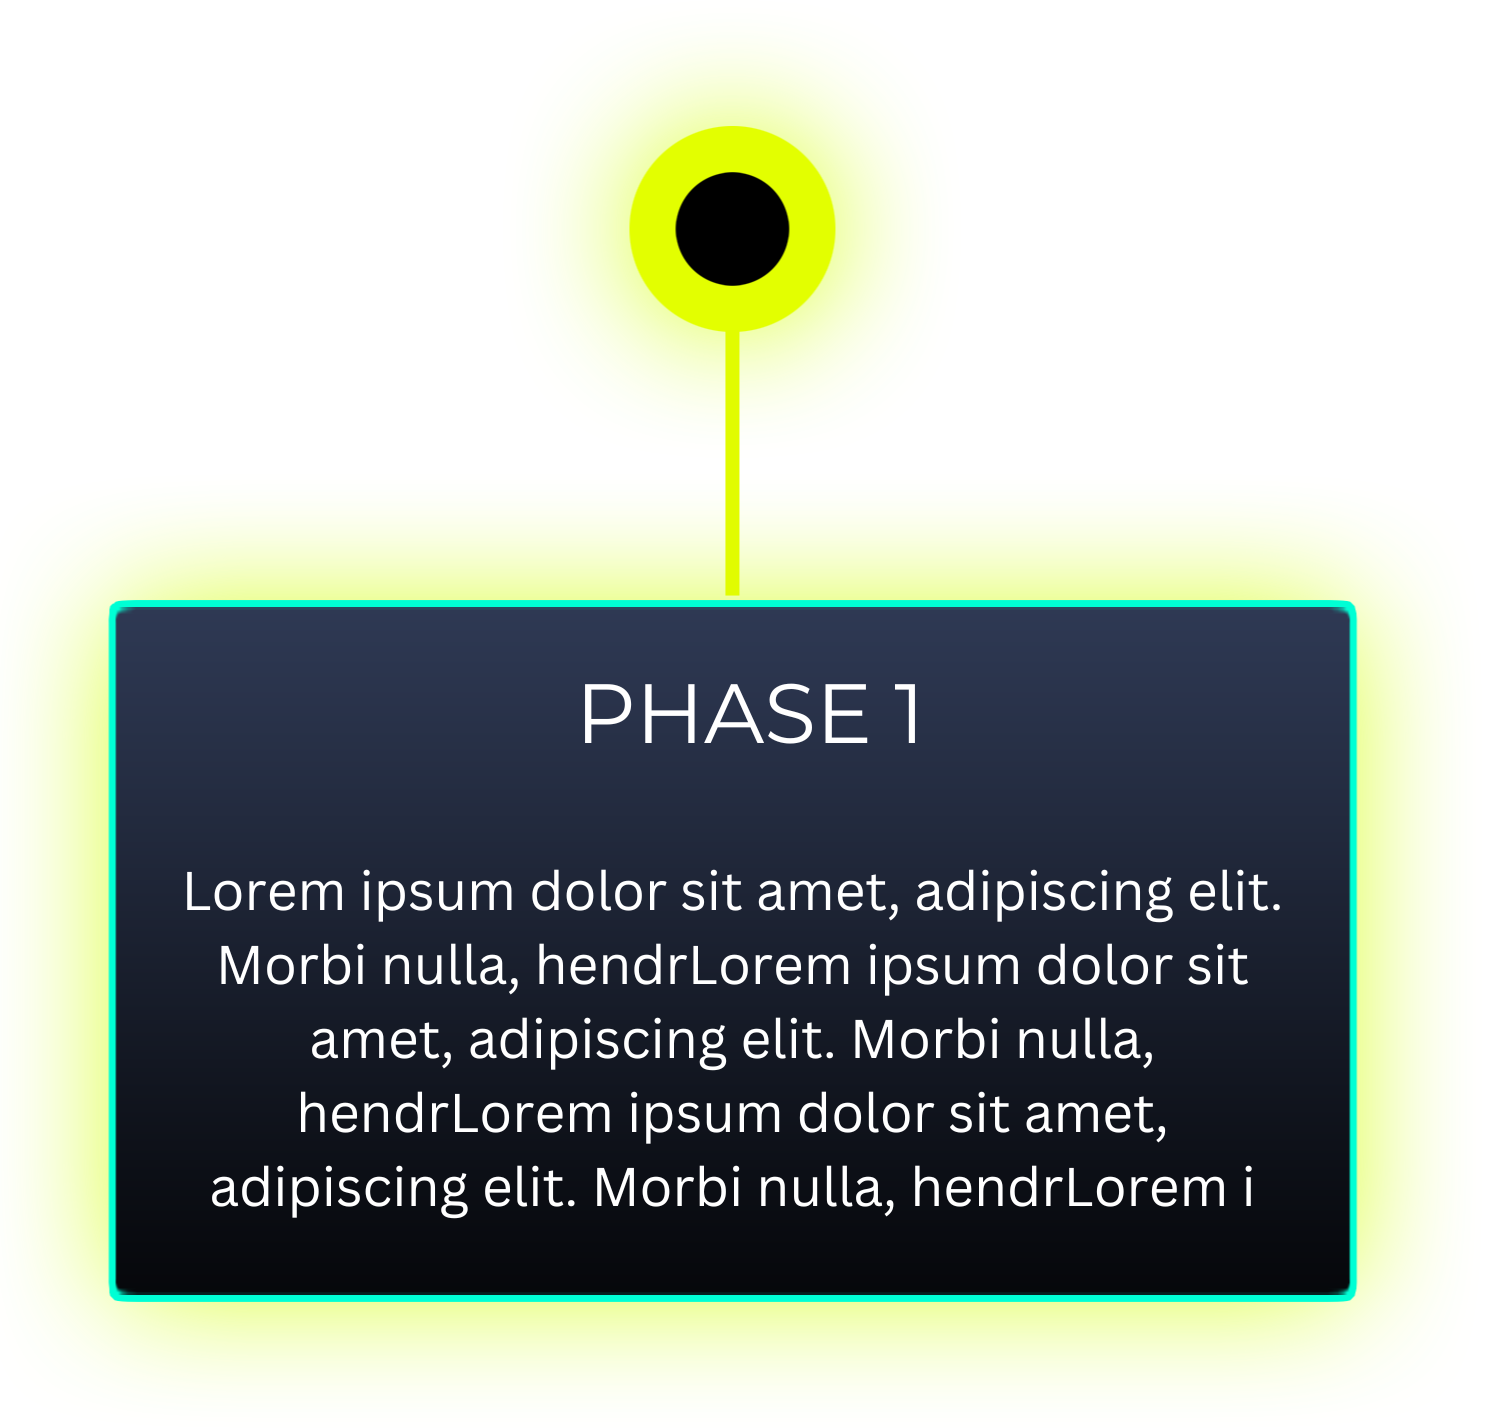 PHASE 1
Lorem ipsum dolor sit amet, adipiscing elit.
Morbi nulla, hendrLorem ipsum dolor sit
amet, adipiscing elit. Morbi nulla,
hendrLorem ipsum dolor sit amet,
adipiscing elit. Morbi nulla, hendrLorem i